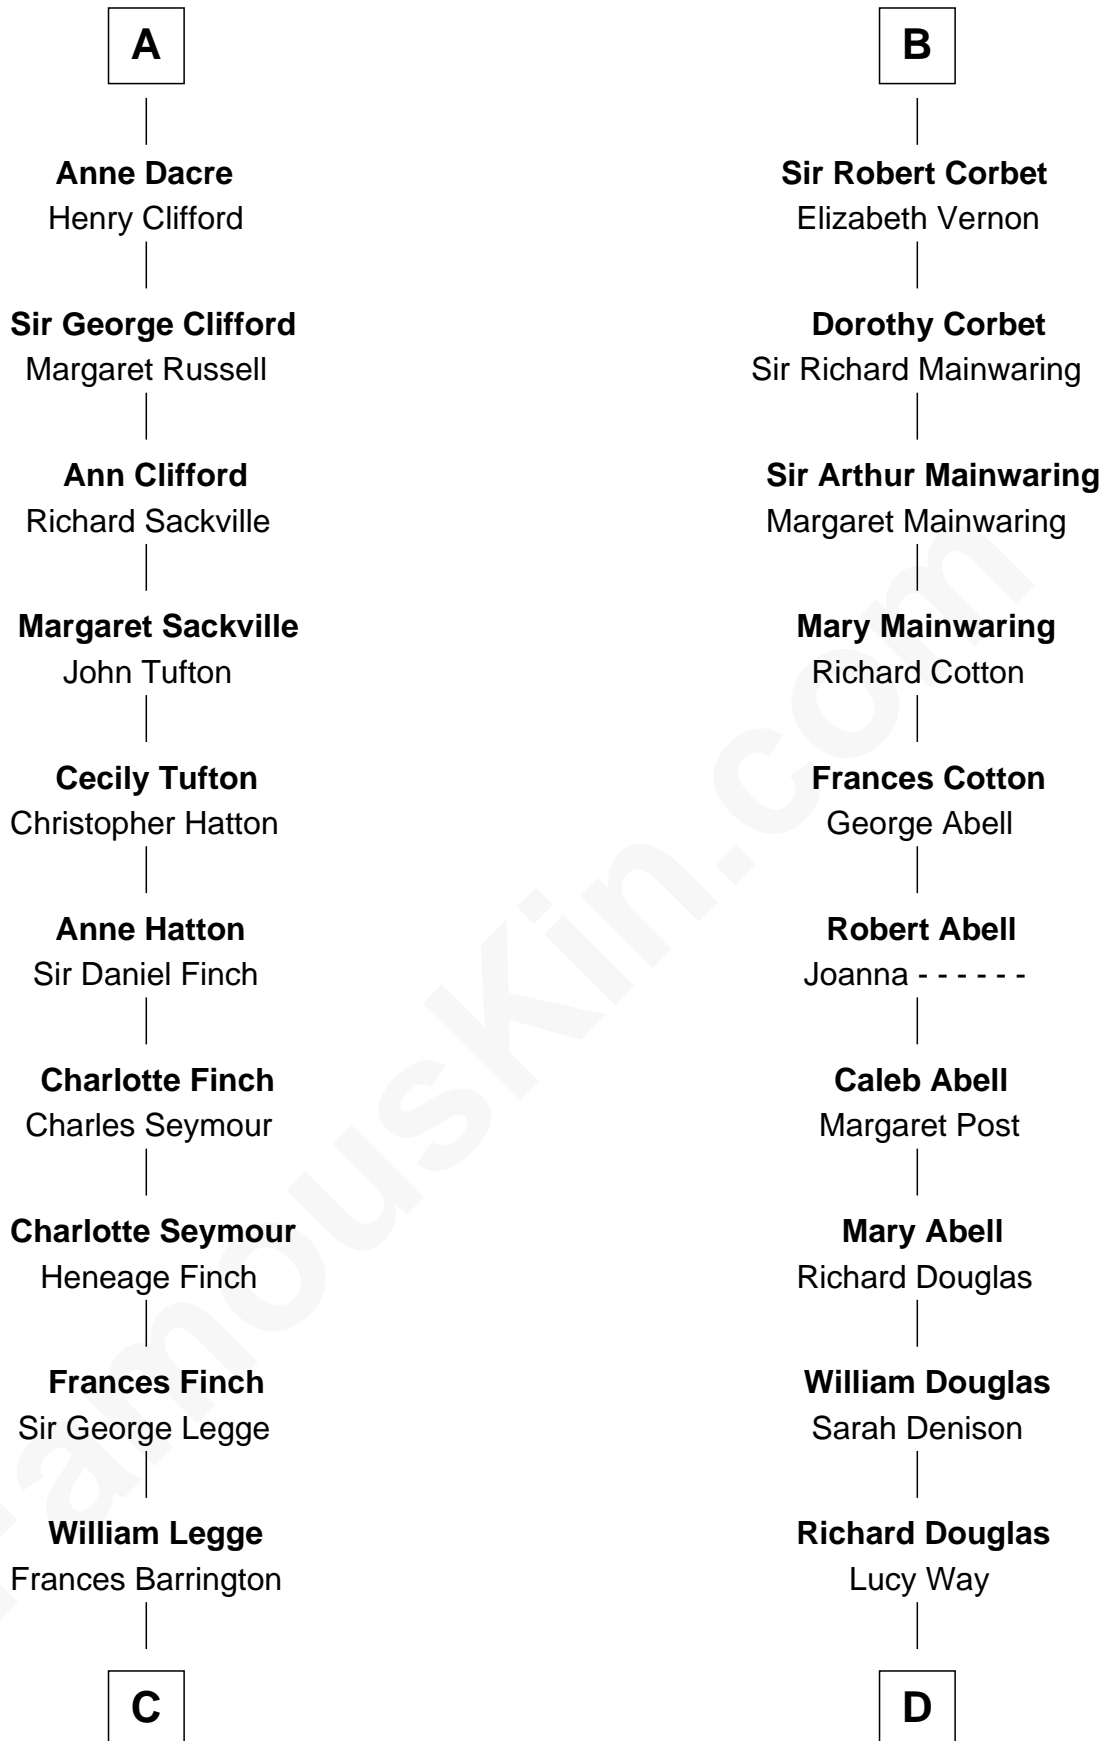 A
Anne Dacre
Henry Clifford
Sir George Clifford
Margaret Russell
Ann Clifford
Richard Sackville
Margaret Sackville
John Tufton
Cecily Tufton
Christopher Hatton
Anne Hatton
Sir Daniel Finch
Charlotte Finch
Charles Seymour
Charlotte Seymour
Heneage Finch
Frances Finch
Sir George Legge
William Legge
Frances Barrington
C
B
Sir Robert Corbet
Elizabeth Vernon
Dorothy Corbet
Sir Richard Mainwaring
Sir Arthur Mainwaring
Margaret Mainwaring
Mary Mainwaring
Richard Cotton
Frances Cotton
George Abell
Robert Abell
Joanna - - - - - -
Caleb Abell
Margaret Post
Mary Abell
Richard Douglas
William Douglas
Sarah Denison
Richard Douglas
Lucy Way
D
FamousKin.com